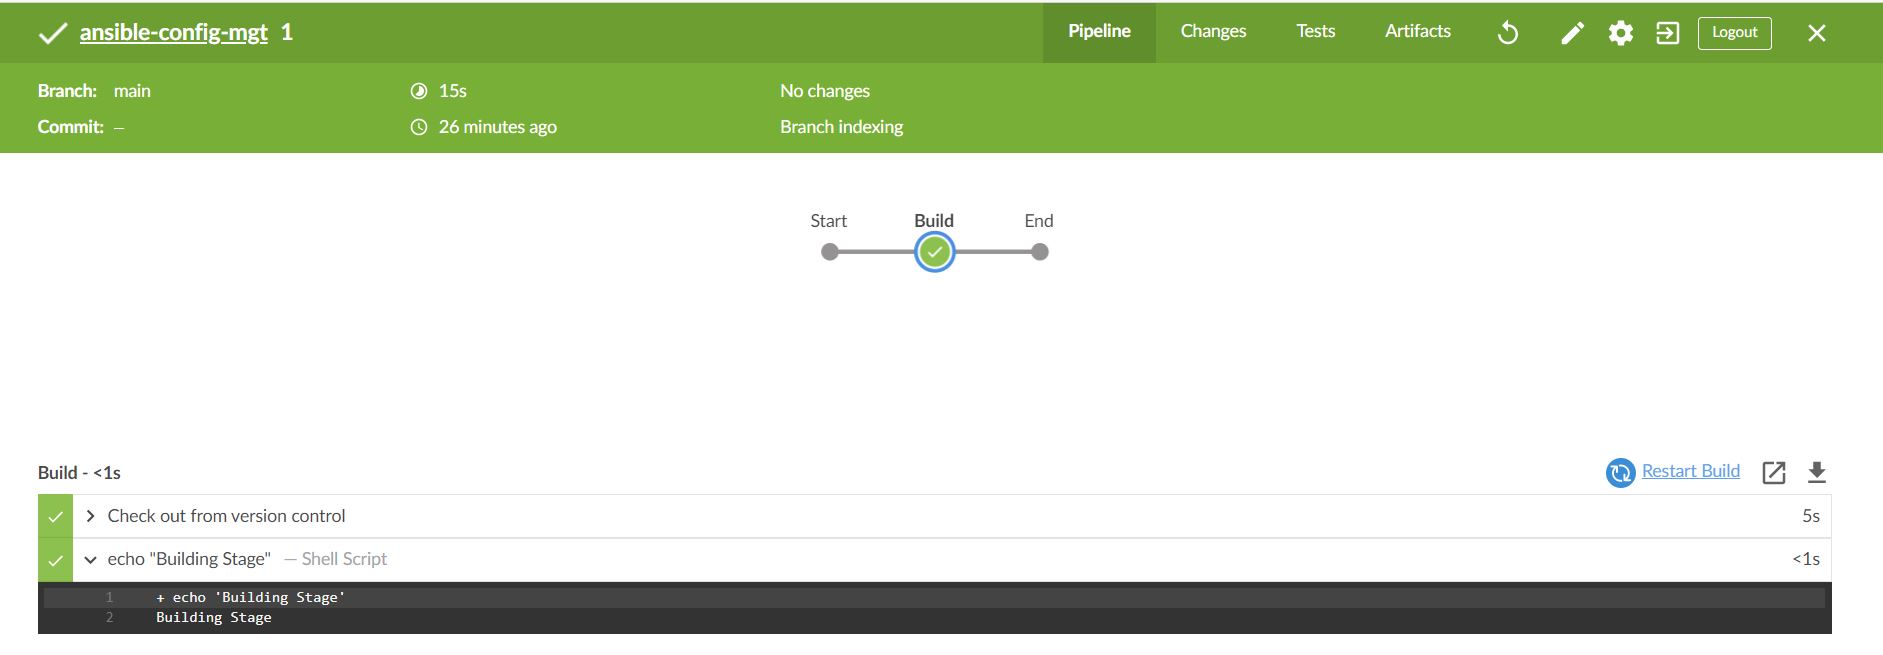 ansible-config-mgt 1 Pipeline Changes Tests Artifacts Logout
Branch: main 15s No changes
Commit: — 26 minutes ago Branch indexing
Start Build End
Build - <1s Restart Build
Check out from version control 5s
echo "Building Stage" — Shell Script <1s
1 + echo 'Building Stage'
2 Building Stage